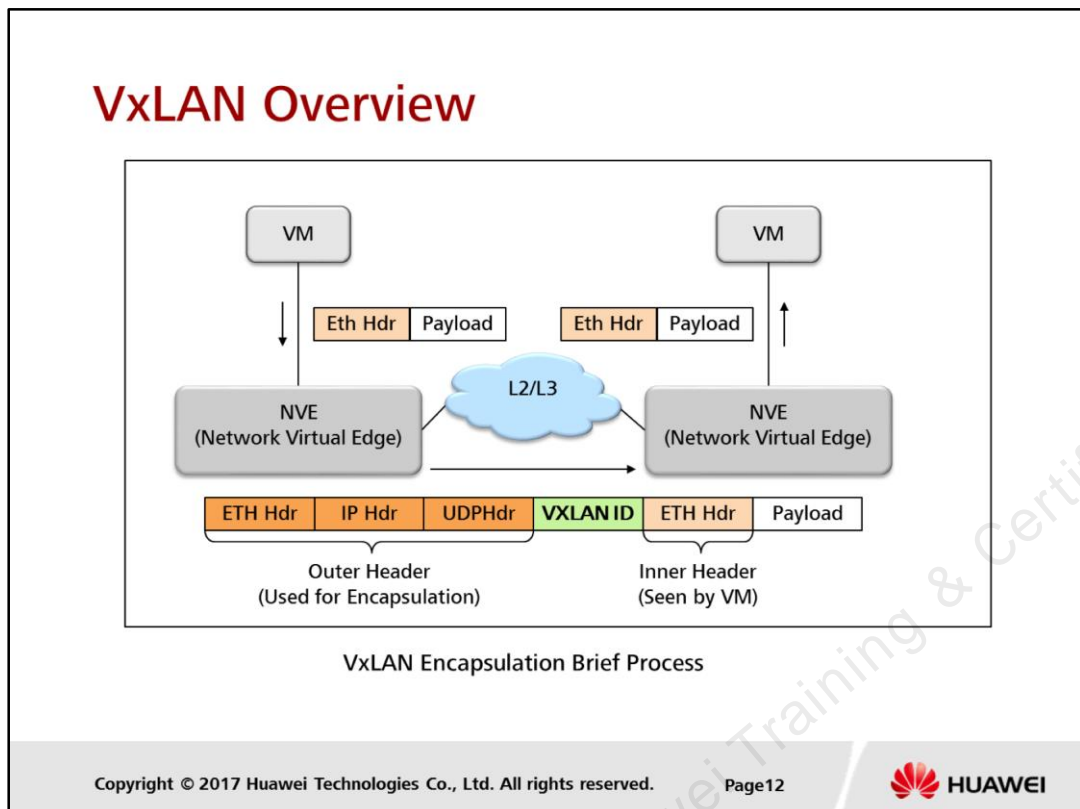 VxLAN Overview
VM
VM
Eth Hdr Payload
Eth Hdr Payload
L2/L3
NVE
(Network Virtual Edge)
NVE
(Network Virtual Edge)
ETH Hdr IP Hdr UDPHdr VXLAN ID ETH Hdr Payload
Outer Header
(Used for Encapsulation)
Inner Header
(Seen by VM)
VxLAN Encapsulation Brief Process
Training &
Copyright © 2017 Huawei Technologies Co., Ltd. All rights reserved.
Page12
HUAWEI